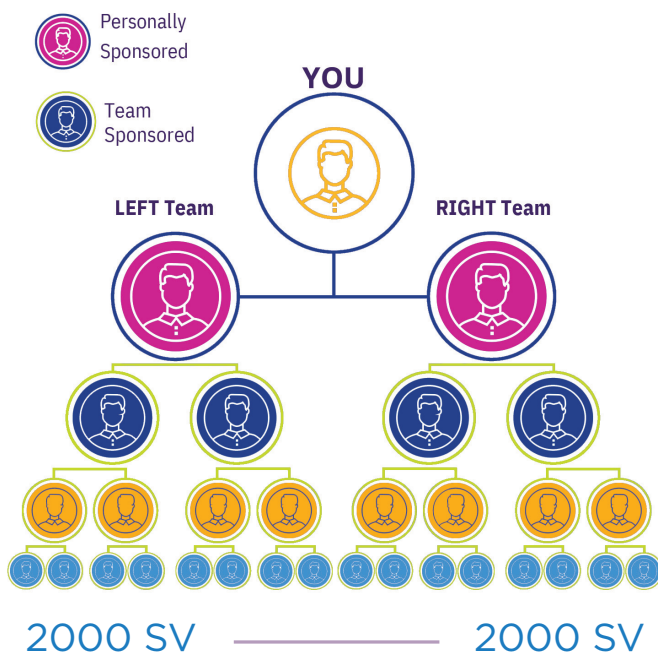 Personally
Sponsored
YOU
Team
Sponsored
LEFT Team
RIGHT Team
2000 SV
2000 SV